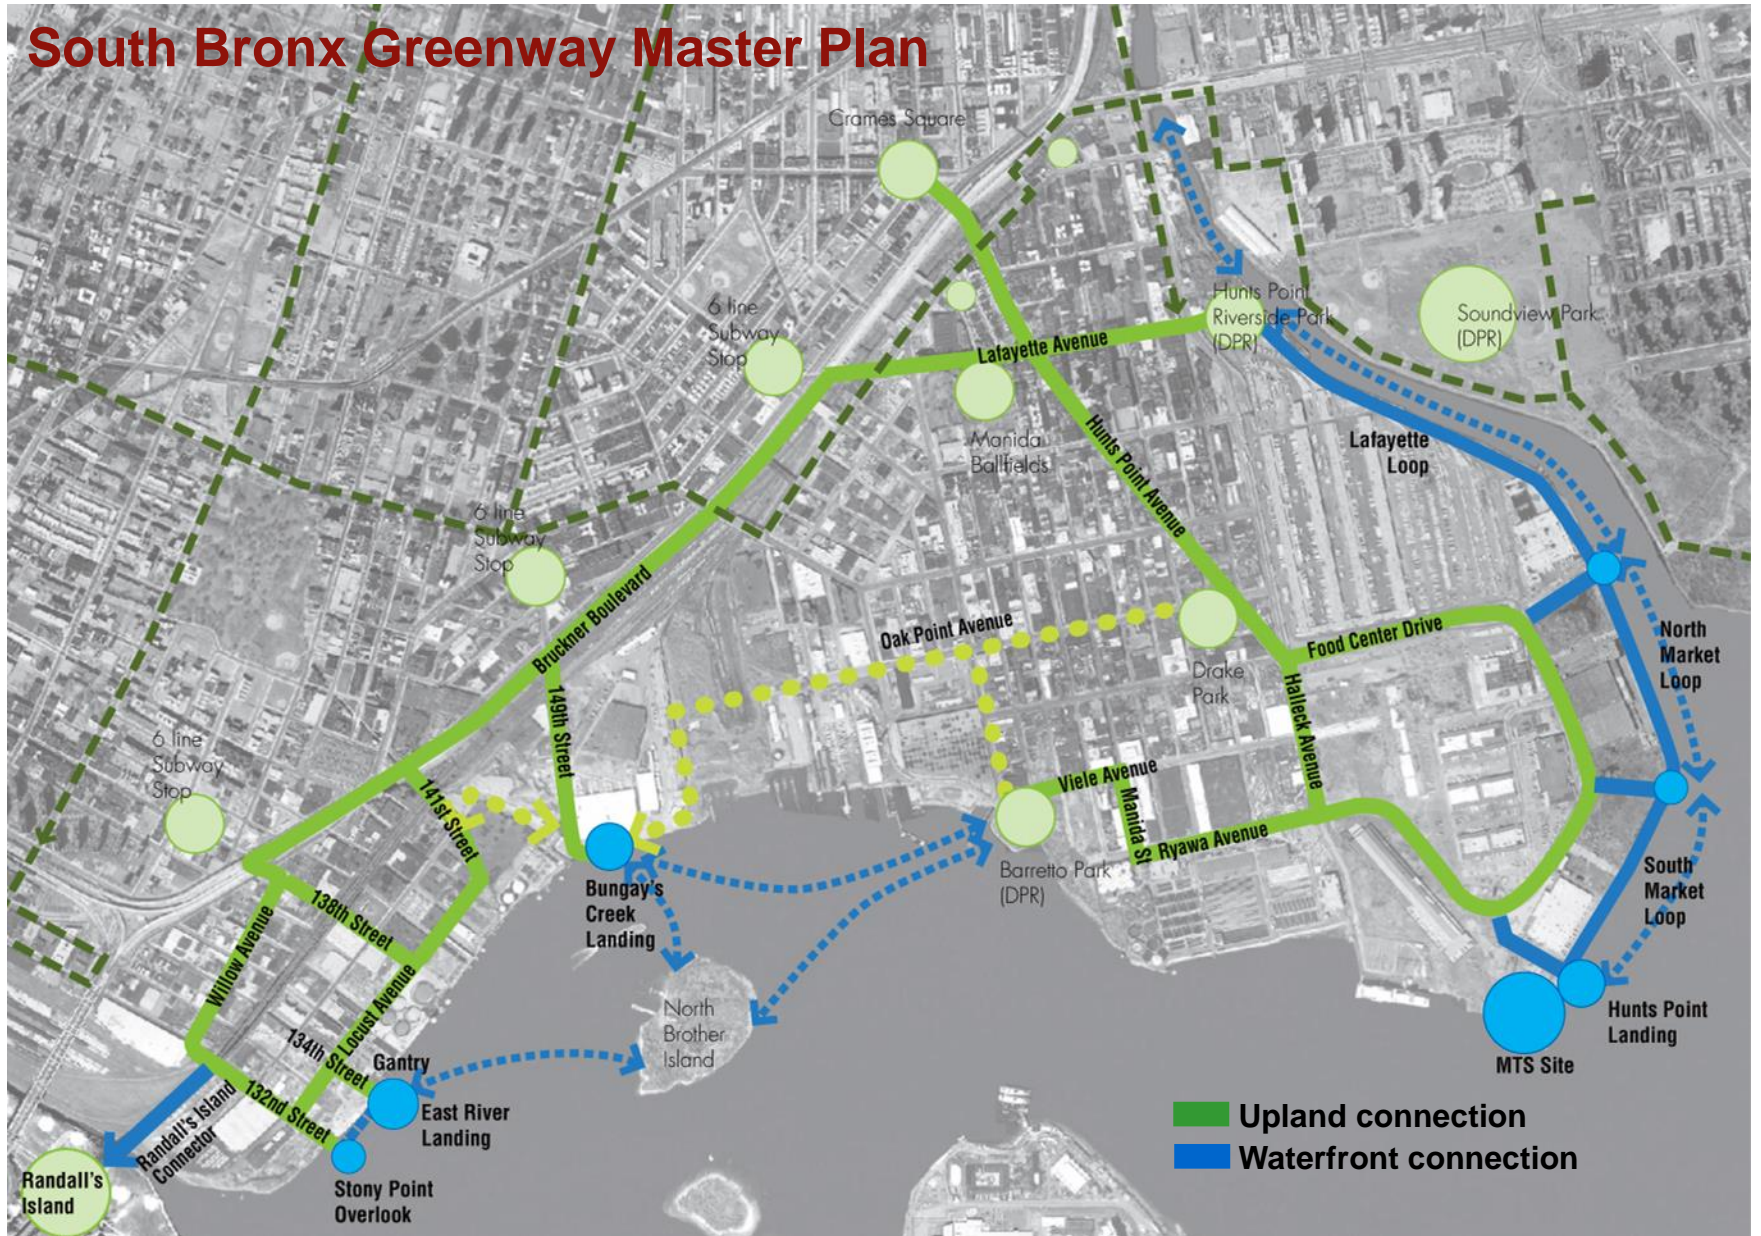 South Bronx Greenway Master Plan
Crames Square
6 line
Subway
Stop
Hunts Point
Riverside Park
(DPR)
Soundview Park
(DPR)
Lafayette Avenue
Manida
Ballfields
Hunts Point Avenue
Lafayette
Loop
6 line
Subway
Stop
Bruckner Boulevard
Oak Point Avenue
Drake
Park
Food Center Drive
North
Market
Loop
149th Street
Halleck Avenue
6 line
Subway
Stop
141st Street
Viele Avenue
Manida St
Ryawa Avenue
Barretto Park
(DPR)
South
Market
Loop
Bungay's
Creek
Landing
138th Street
Willow Avenue
Locust Avenue
North
Brother
Island
Hunts Point
Landing
MTS Site
134th Street
Gantry
132nd Street
East River
Landing
Randall's Island
Connector
Randall's
Island
Stony Point
Overlook
Upland connection
Waterfront connection